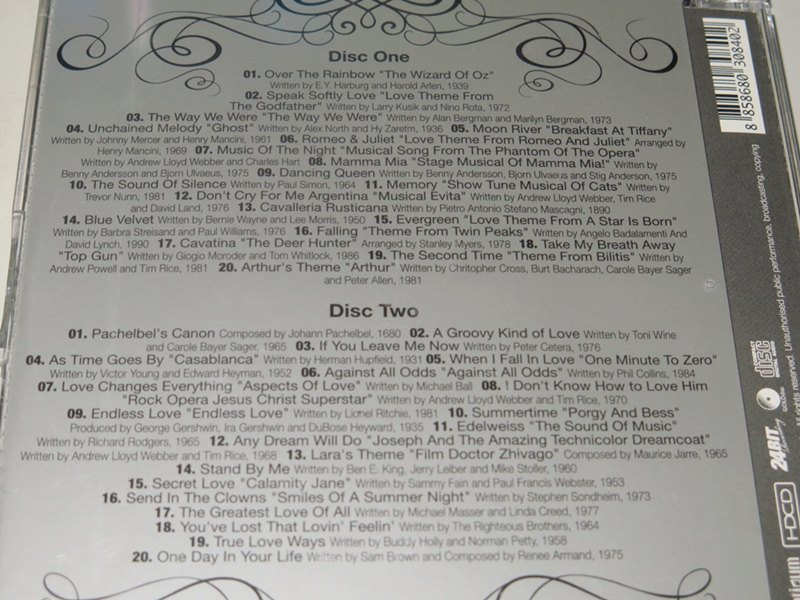 Disc One
01. Over The Rainbow "The Wizard Of Oz"
Written by E.Y. Harburg and Harold Arlen, 1939
02. Speak Softly Love "Love Theme From
The Godfather" Written by Larry Kusik and Nino Rota, 1972
03. The Way We Were "The Way We Were" Written by Alan Bergman and Marilyn Bergman, 1973
04. Unchained Melody "Ghost" Written by Alex North and Hy Zaretm, 1936 05. Moon River "Breakfast At Tiffany"
Written by Johnny Mercer and Henry Mancini, 1961 06. Romeo & Juliet "Love Theme From Romeo And Juliet" Arranged by
Henry Mancini, 1969 07. Music Of The Night "Musical Song From The Phantom Of The Opera"
Written by Andrew Lloyd Webber and Charles Hart 08. Mamma Mia "Stage Musical Of Mamma Mia!" Written by
Benny Andersson and Bjorn Ulvaeus, 1975 09. Dancing Queen Written by Benny Andersson, Bjorn Ulvaeus and Stig Anderson, 1975
10. The Sound Of Silence Written by Paul Simon, 1964 11. Memory "Show Tune Musical Of Cats" Written by
Trevor Nunn, 1981 12. Don't Cry For Me Argentina "Musical Evita" Written by Andrew Lloyd Webber, Tim Rice
and David Land, 1976 13. Cavalleria Rusticana Written by Pietro Antonio Stefano Mascagni, 1890
14. Blue Velvet Written by Bernie Wayne and Lee Morris, 1950 15. Evergreen "Love Theme From A Star Is Born"
Written by Barbra Streisand and Paul Williams, 1976 16. Falling "Theme From Twin Peaks" Written by Angelo Badalamenti And
David Lynch, 1990 17. Cavatina "The Deer Hunter" Arranged by Stanley Myers, 1978 18. Take My Breath Away
"Top Gun" Written by Giogio Moroder and Tom Whitlock, 1986 19. The Second Time "Theme From Bilitis" Written by
Andrew Powell and Tim Rice, 1981 20. Arthur's Theme "Arthur" Written by Chritopher Cross, Burt Bacharach, Carole Bayer Sager
and Peter Allen, 1981
Disc Two
01. Pachelbel's Canon Composed by Johann Pachelbel, 1680 02. A Groovy Kind of Love Written by Toni Wine
and Carole Bayer Sager, 1965 03. If You Leave Me Now Written by Peter Cetera, 1976
04. As Time Goes By "Casablanca" Written by Herman Hupfield, 1931 05. When I Fall In Love "One Minute To Zero"
Written by Victor Young and Edward Heyman, 1952 06. Against All Odds "Against All Odds" Written by Phil Collins, 1984
07. Love Changes Everything "Aspects Of Love" Written by Michael Ball 08. ! Don't Know How to Love Him
"Rock Opera Jesus Christ Superstar" Written by Andrew Lloyd Webber and Tim Rice, 1970
09. Endless Love "Endless Love" Written by Lionel Ritchie, 1981 10. Summertime "Porgy And Bess"
Produced by George Gershwin, Ira Gershwin and DuBose Heyward, 1935 11. Edelweiss "The Sound Of Music"
Written by Richard Rodgers, 1965 12. Any Dream Will Do "Joseph And The Amazing Technicolor Dreamcoat"
Written by Andrew Lloyd Webber and Tim Rice, 1968 13. Lara's Theme "Film Doctor Zhivago" Composed by Maurice Jarre, 1965
14. Stand By Me Written by Ben E. King, Jerry Leiber and Mike Stoller, 1960
15. Secret Love "Calamity Jane" Written by Sammy Fain and Paul Francis Webster, 1953
16. Send In The Clowns "Smiles Of A Summer Night" Written by Stephen Sondheim, 1973
17. The Greatest Love Of All Written by Michael Masser and Linda Creed, 1977
18. You've Lost That Lovin' Feelin' Written by The Righteous Brothers, 1964
19. True Love Ways Written by Buddy Holly and Norman Petty, 1958
20. One Day In Your Life Written by Sam Brown and Composed by Renee Armand, 1975
8 858680 308402
rights reserved. Unauthorised public performance, broadcasting, copying
COMPACT disc DIGITAL AUDIO
24BIT
HDCD